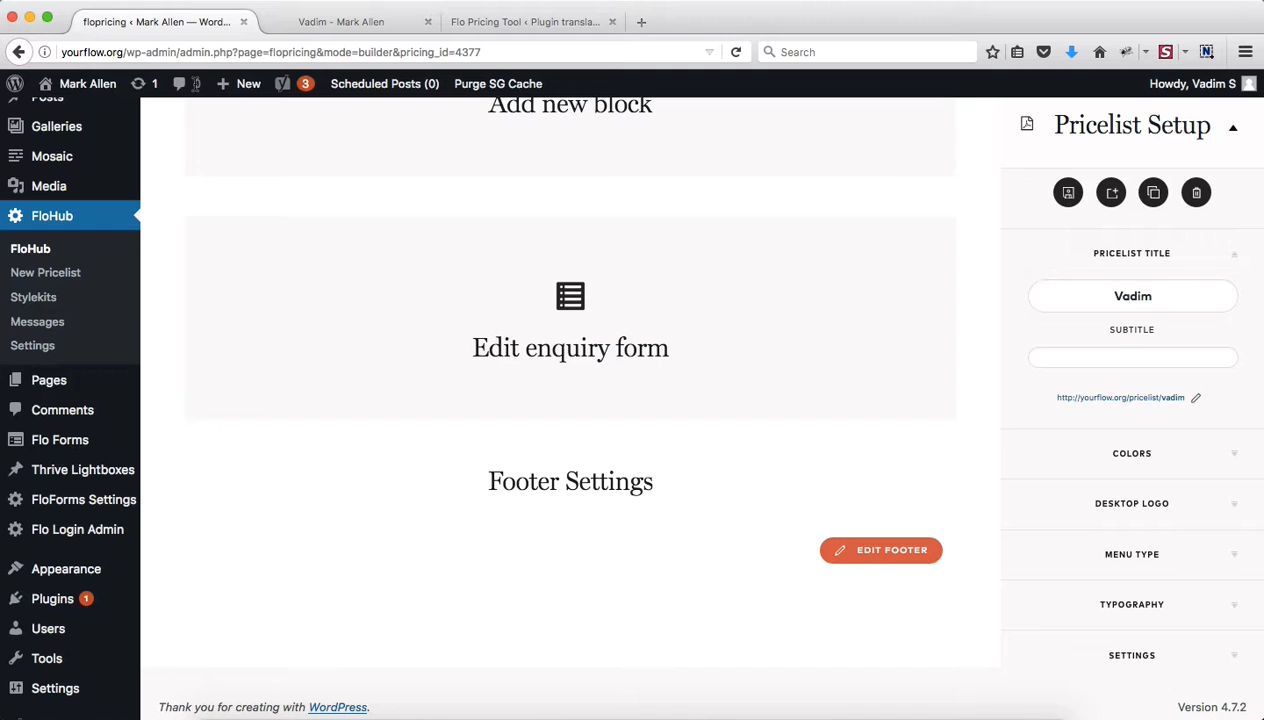 flopricing ‹ Mark Allen — Word...
Vadim - Mark Allen
Flo Pricing Tool ‹ Plugin transla...
yourflow.org/wp-admin/admin.php?page=flopricing&mode=builder&pricing_id=4377
Search
Mark Allen
1
New
3
Scheduled Posts (0)
Purge SG Cache
Howdy, Vadim S
Posts
Galleries
Mosaic
Media
FloHub
FloHub
New Pricelist
Stylekits
Messages
Settings
Pages
Comments
Flo Forms
Thrive Lightboxes
FloForms Settings
Flo Login Admin
Appearance
Plugins 1
Users
Tools
Settings
Add new block
Edit enquiry form
Footer Settings
EDIT FOOTER
Thank you for creating with WordPress.
Version 4.7.2
Pricelist Setup
PRICELIST TITLE
Vadim
SUBTITLE
http://yourflow.org/pricelist/vadim
COLORS
DESKTOP LOGO
MENU TYPE
TYPOGRAPHY
SETTINGS